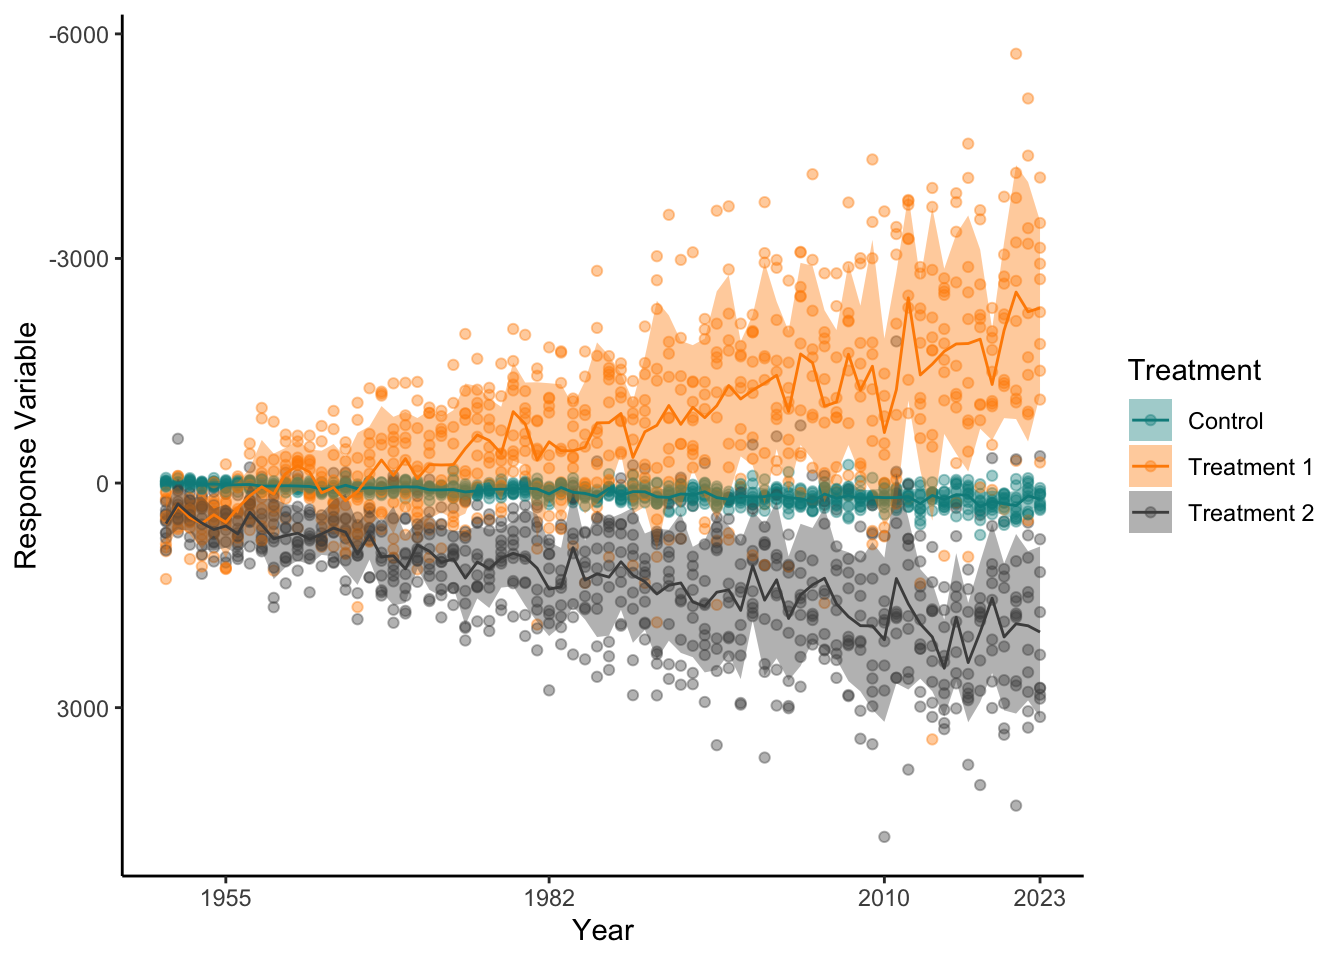 -6000
-3000
0
3000
Response Variable
1955
1982
2010
2023
Year
Treatment
Control
Treatment 1
Treatment 2